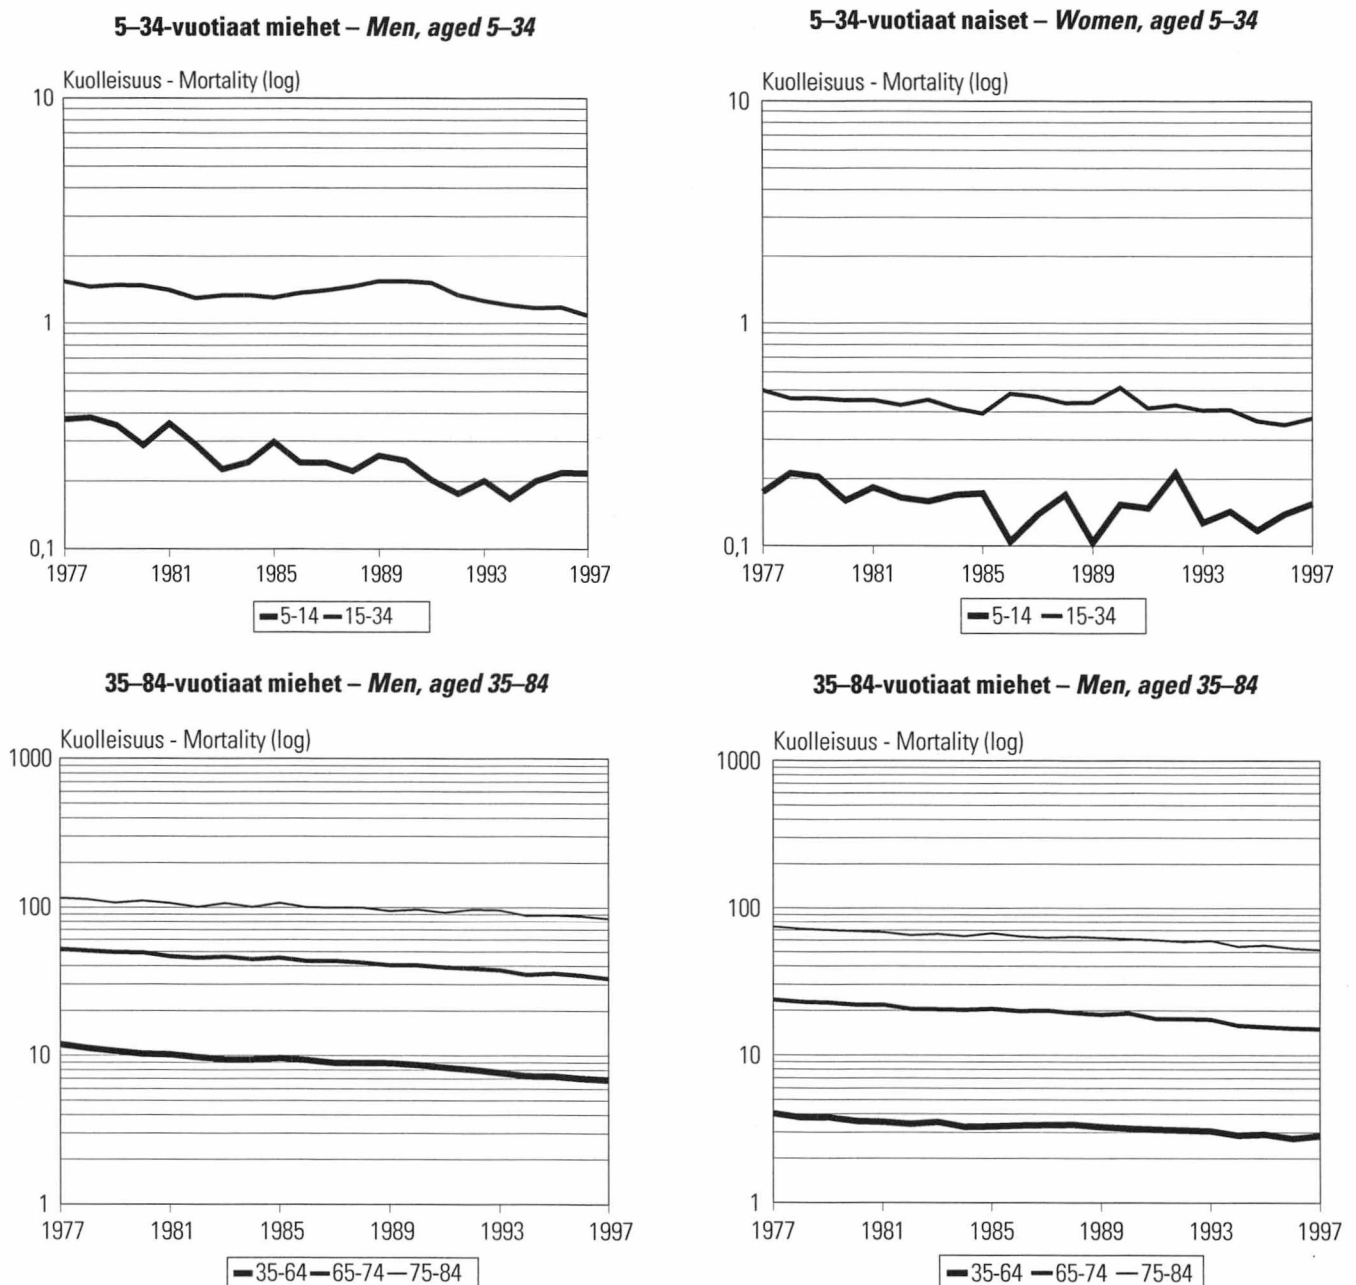 5–34-vuotiaat miehet – Men, aged 5–34
Kuolleisuus - Mortality (log)
10
1
0,1
1977 1981 1985 1989 1993 1997
5-14 15-34
5–34-vuotiaat naiset – Women, aged 5–34
Kuolleisuus - Mortality (log)
10
1
0,1
1977 1981 1985 1989 1993 1997
5-14 15-34
35–84-vuotiaat miehet – Men, aged 35–84
Kuolleisuus - Mortality (log)
1000
100
10
1
1977 1981 1985 1989 1993 1997
35-64 65-74 75-84
35–84-vuotiaat miehet – Men, aged 35–84
Kuolleisuus - Mortality (log)
1000
100
10
1
1977 1981 1985 1989 1993 1997
35-64 65-74 75-84